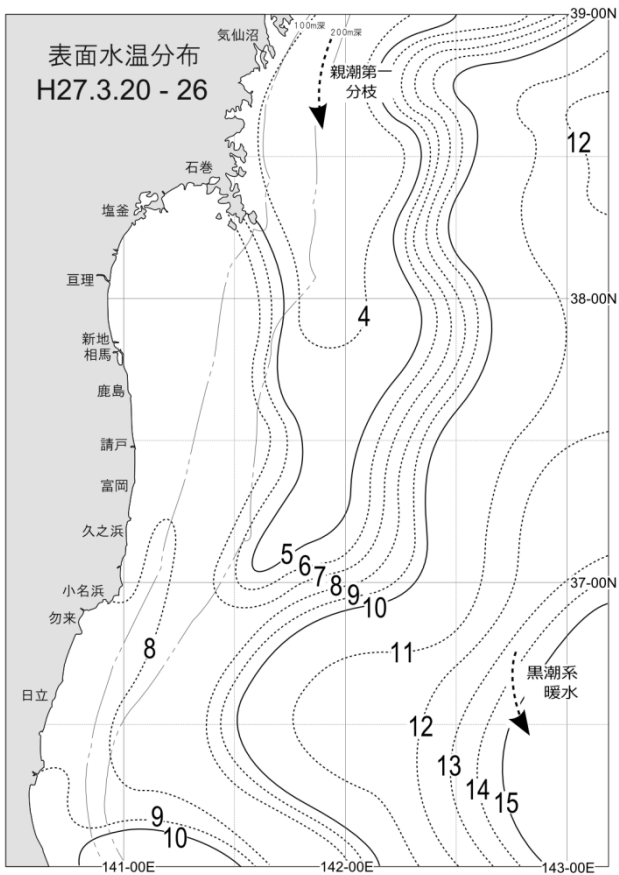 39-00N
気仙沼
100m深
200m深
表面水温分布
H27.3.20 - 26
親潮第一
分枝
12
石巻
塩釜
亘理
38-00N
4
新地
相馬
鹿島
請戸
富岡
久之浜
5
6
7
8
9
10
37-00N
小名浜
勿来
8
11
黒潮系
暖水
日立
12
13
14
15
9
10
141-00E
142-00E
143-00E